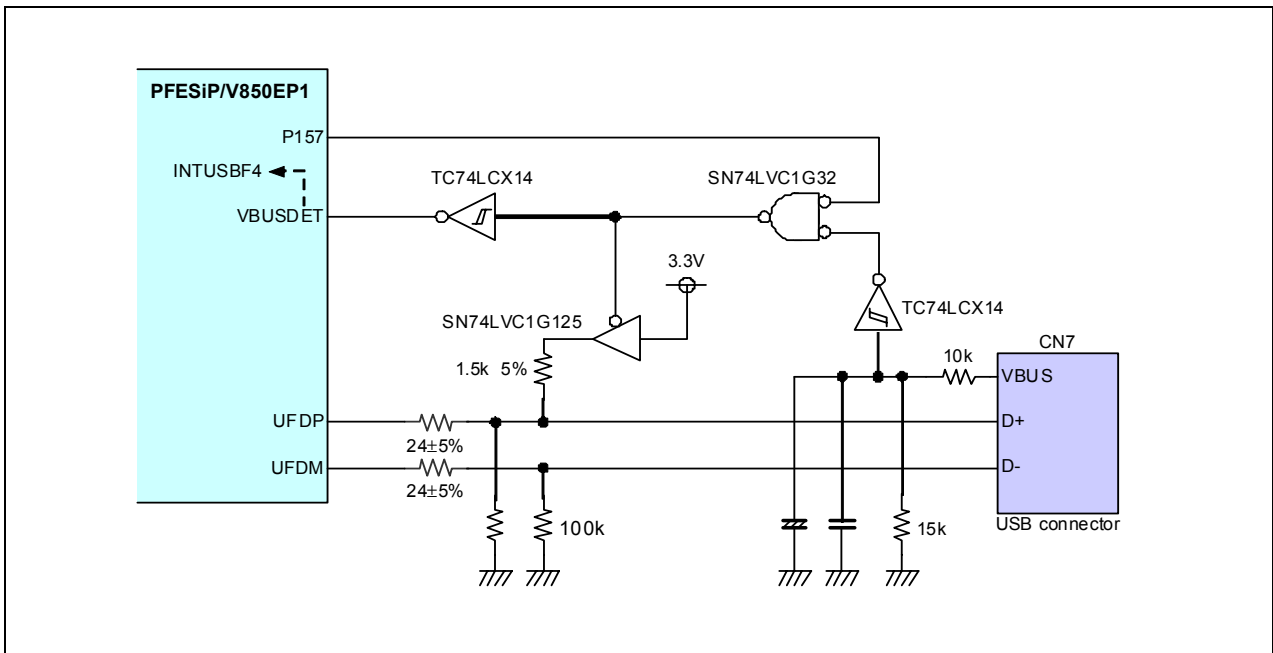 PFESiP/V850EP1
P157
INTUSBF4
TC74LCX14
SN74LVC1G32
VBUSDET
3.3V
SN74LVC1G125
TC74LCX14
CN7
1.5k 5%
10k
VBUS
UFDP
D+
24±5%
UFDM
D-
24±5%
100k
15k
USB connector